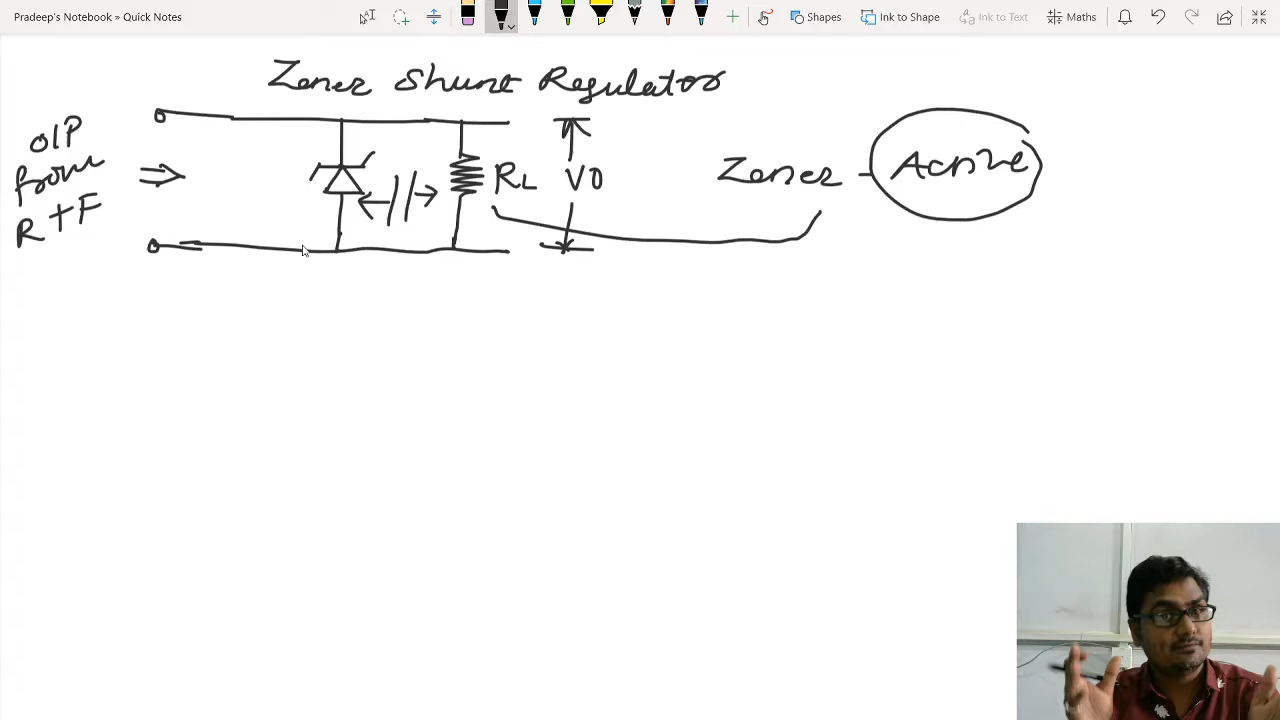 Pradeep's Notebook » Quick Notes
Shapes
Ink to Shape
Ink to Text
Maths
Zener Shunt Regulator
O/P
from
R + F
RL
VO
Zener - Active